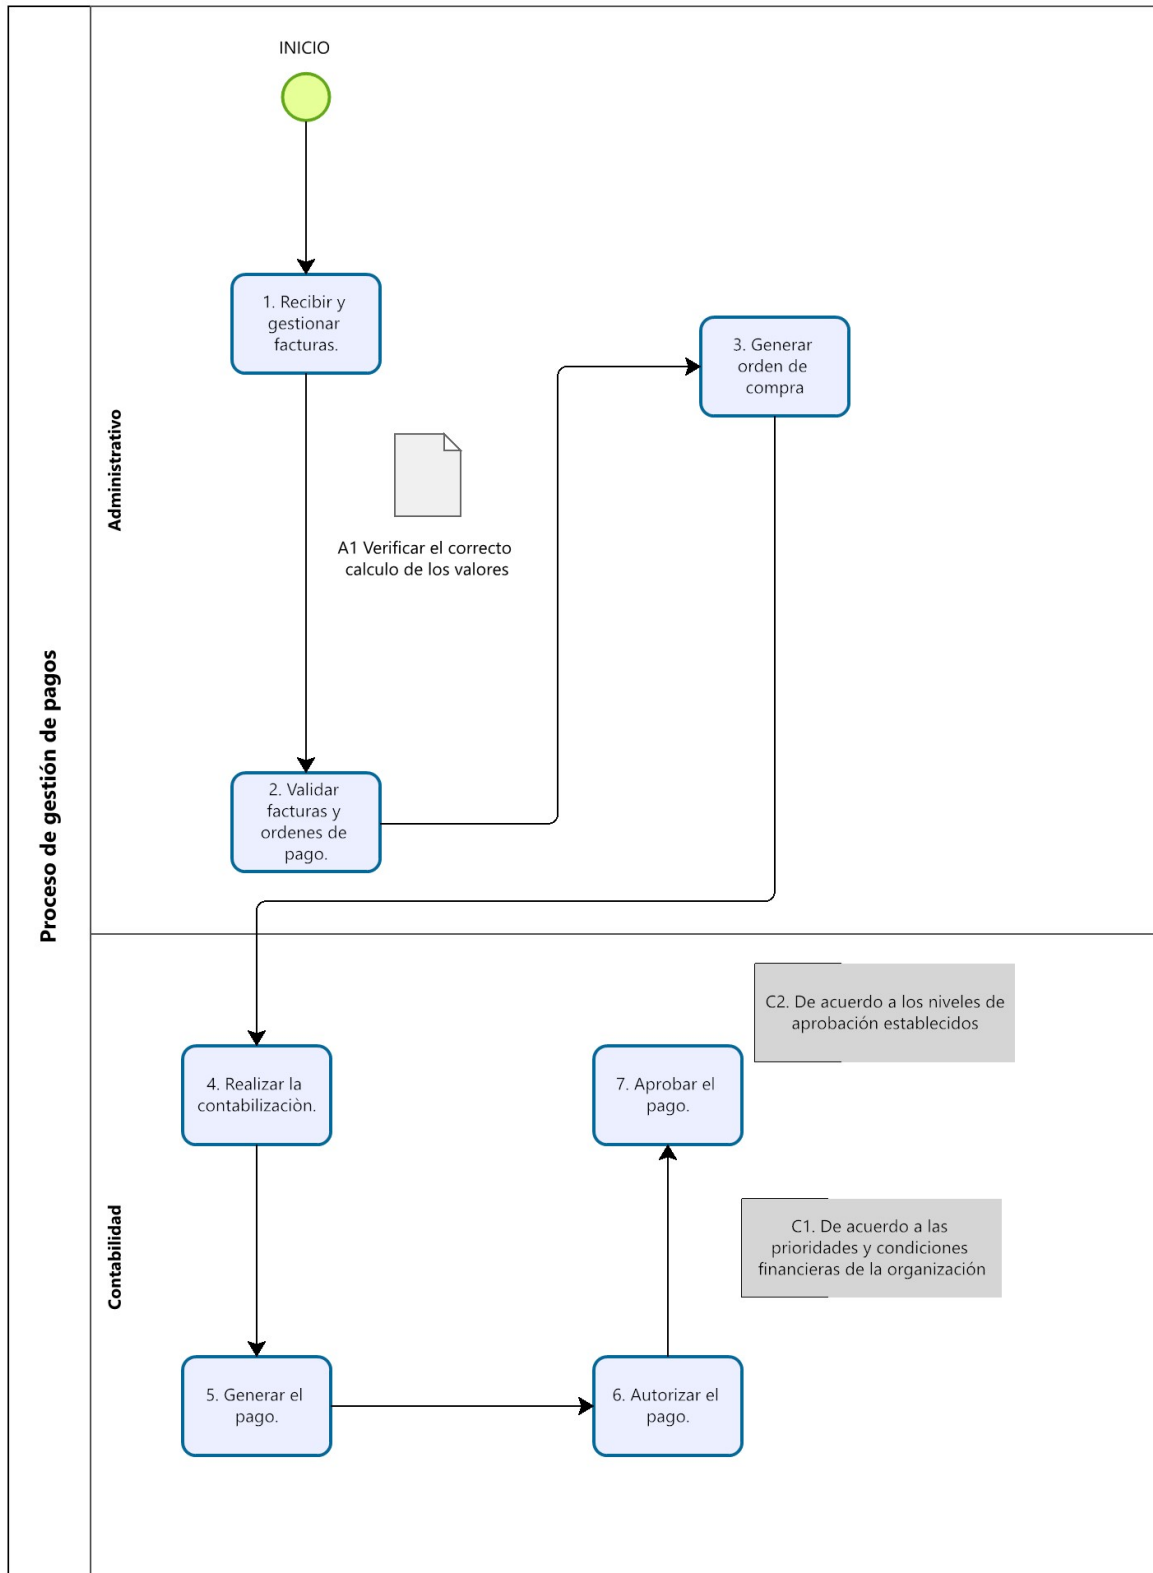 Proceso de gestión de pagos
Administrativo
INICIO
1. Recibir y
gestionar
facturas.
3. Generar
orden de
compra
A1 Verificar el correcto
calculo de los valores
2. Validar
facturas y
ordenes de
pago.
Contabilidad
C2. De acuerdo a los niveles de
aprobación establecidos
4. Realizar la
contabilizaciòn.
7. Aprobar el
pago.
C1. De acuerdo a las
prioridades y condiciones
financieras de la organización
5. Generar el
pago.
6. Autorizar el
pago.